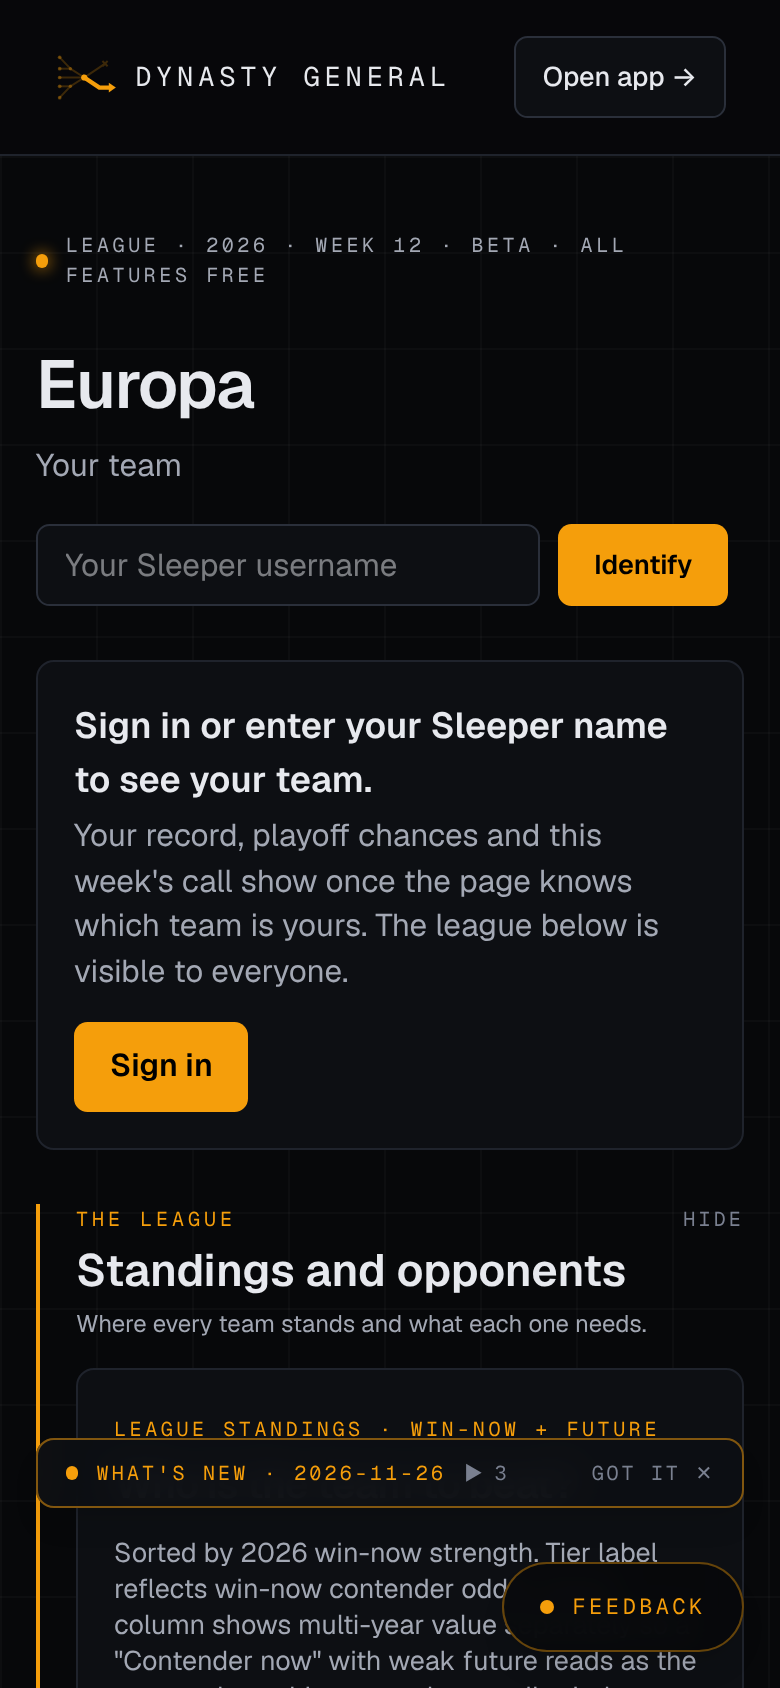 DYNASTY GENERAL
Open app →
LEAGUE · 2026 · WEEK 12 · BETA · ALL
FEATURES FREE
Europa
Your team
Your Sleeper username
Identify
Sign in or enter your Sleeper name
to see your team.
Your record, playoff chances and this
week's call show once the page knows
which team is yours. The league below is
visible to everyone.
Sign in
THE LEAGUE
HIDE
Standings and opponents
Where every team stands and what each one needs.
LEAGUE STANDINGS · WIN-NOW + FUTURE
WHAT'S NEW · 2026-11-26 ▶ 3
GOT IT ×
Sorted by 2026 win-now strength. Tier label
reflects win-now contender
column shows multi-year value
FEEDBACK
"Contender now" with weak future reads as the